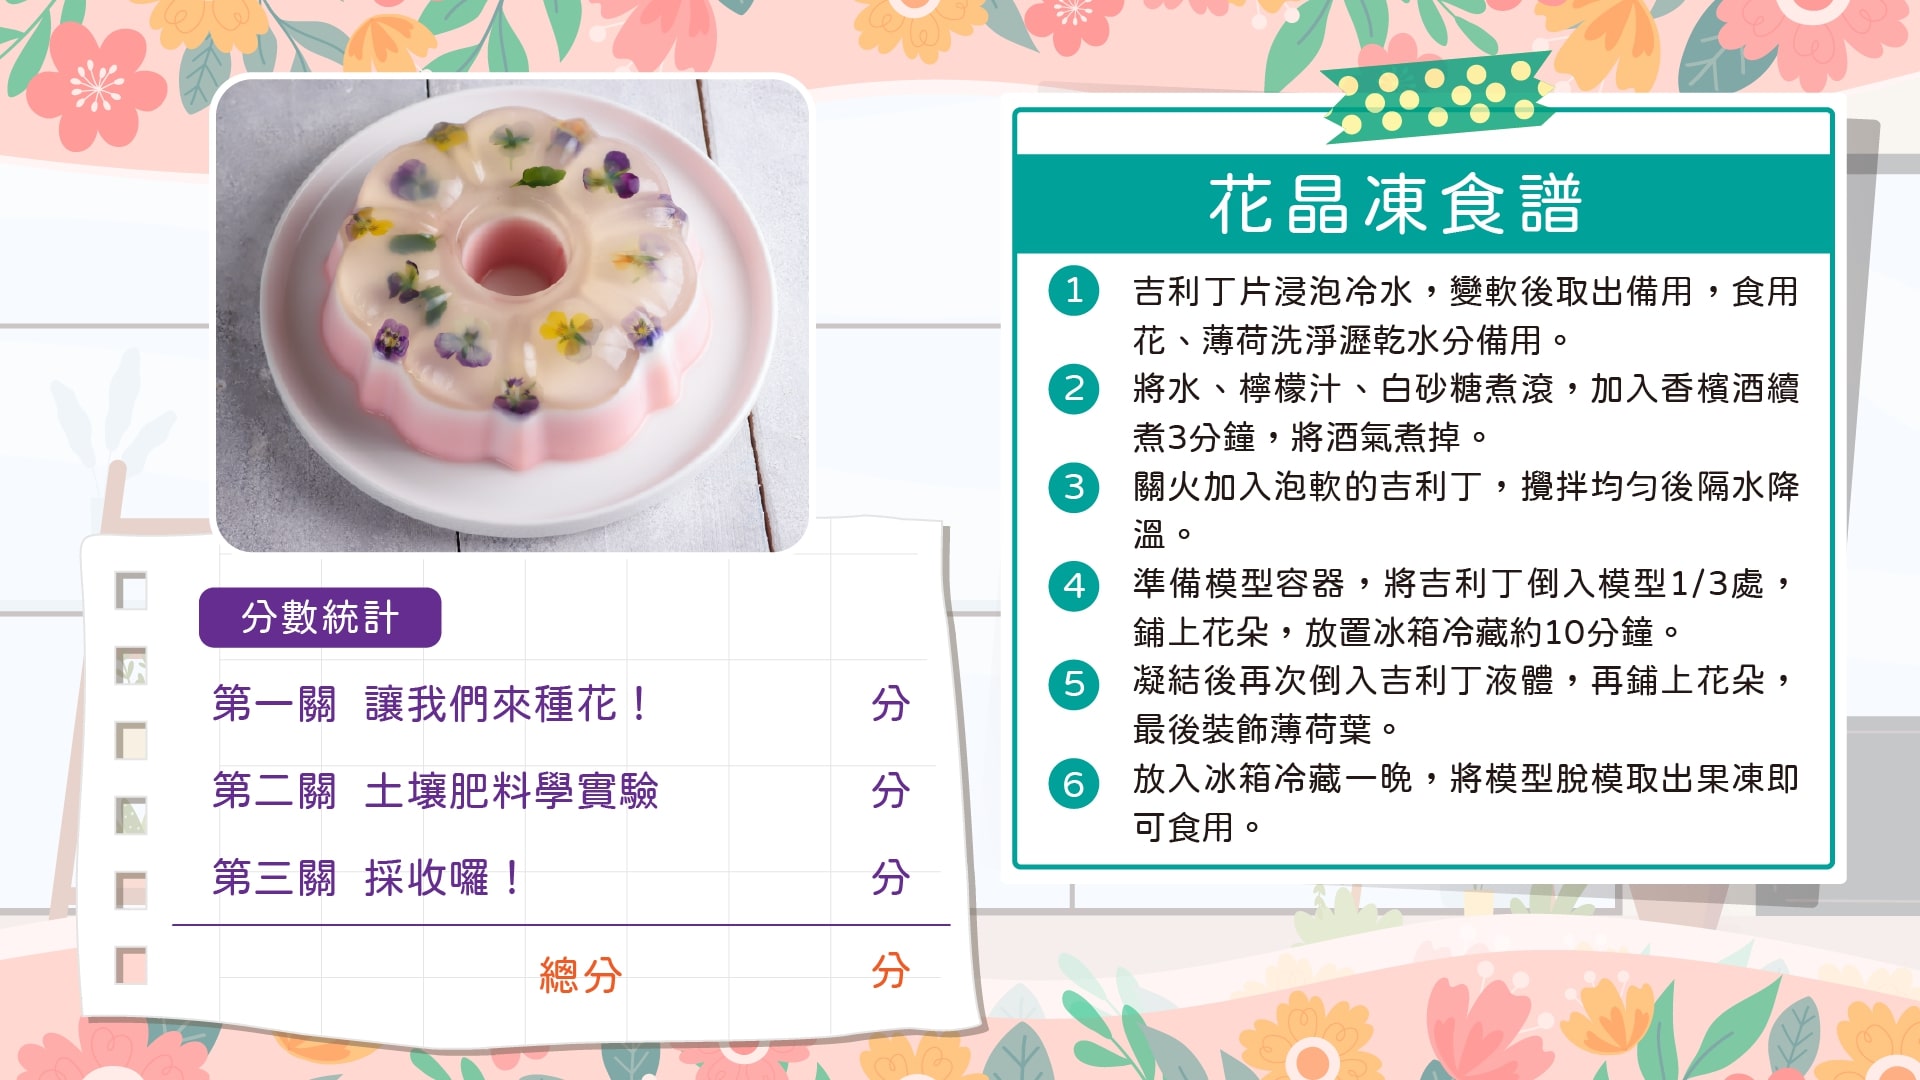 分數統計
第一關 讓我們來種花！ 分
第二關 土壤肥料學實驗 分
第三關 採收囉！ 分
總分 分
花晶凍食譜
1 吉利丁片浸泡冷水，變軟後取出備用，食用
花、薄荷洗淨瀝乾水分備用。
2 將水、檸檬汁、白砂糖煮滾，加入香檳酒續
煮3分鐘，將酒氣煮掉。
3 關火加入泡軟的吉利丁，攪拌均勻後隔水降
溫。
4 準備模型容器，將吉利丁倒入模型1/3處，
鋪上花朵，放置冰箱冷藏約10分鐘。
5 凝結後再次倒入吉利丁液體，再鋪上花朵，
最後裝飾薄荷葉。
6 放入冰箱冷藏一晚，將模型脫模取出果凍即
可食用。